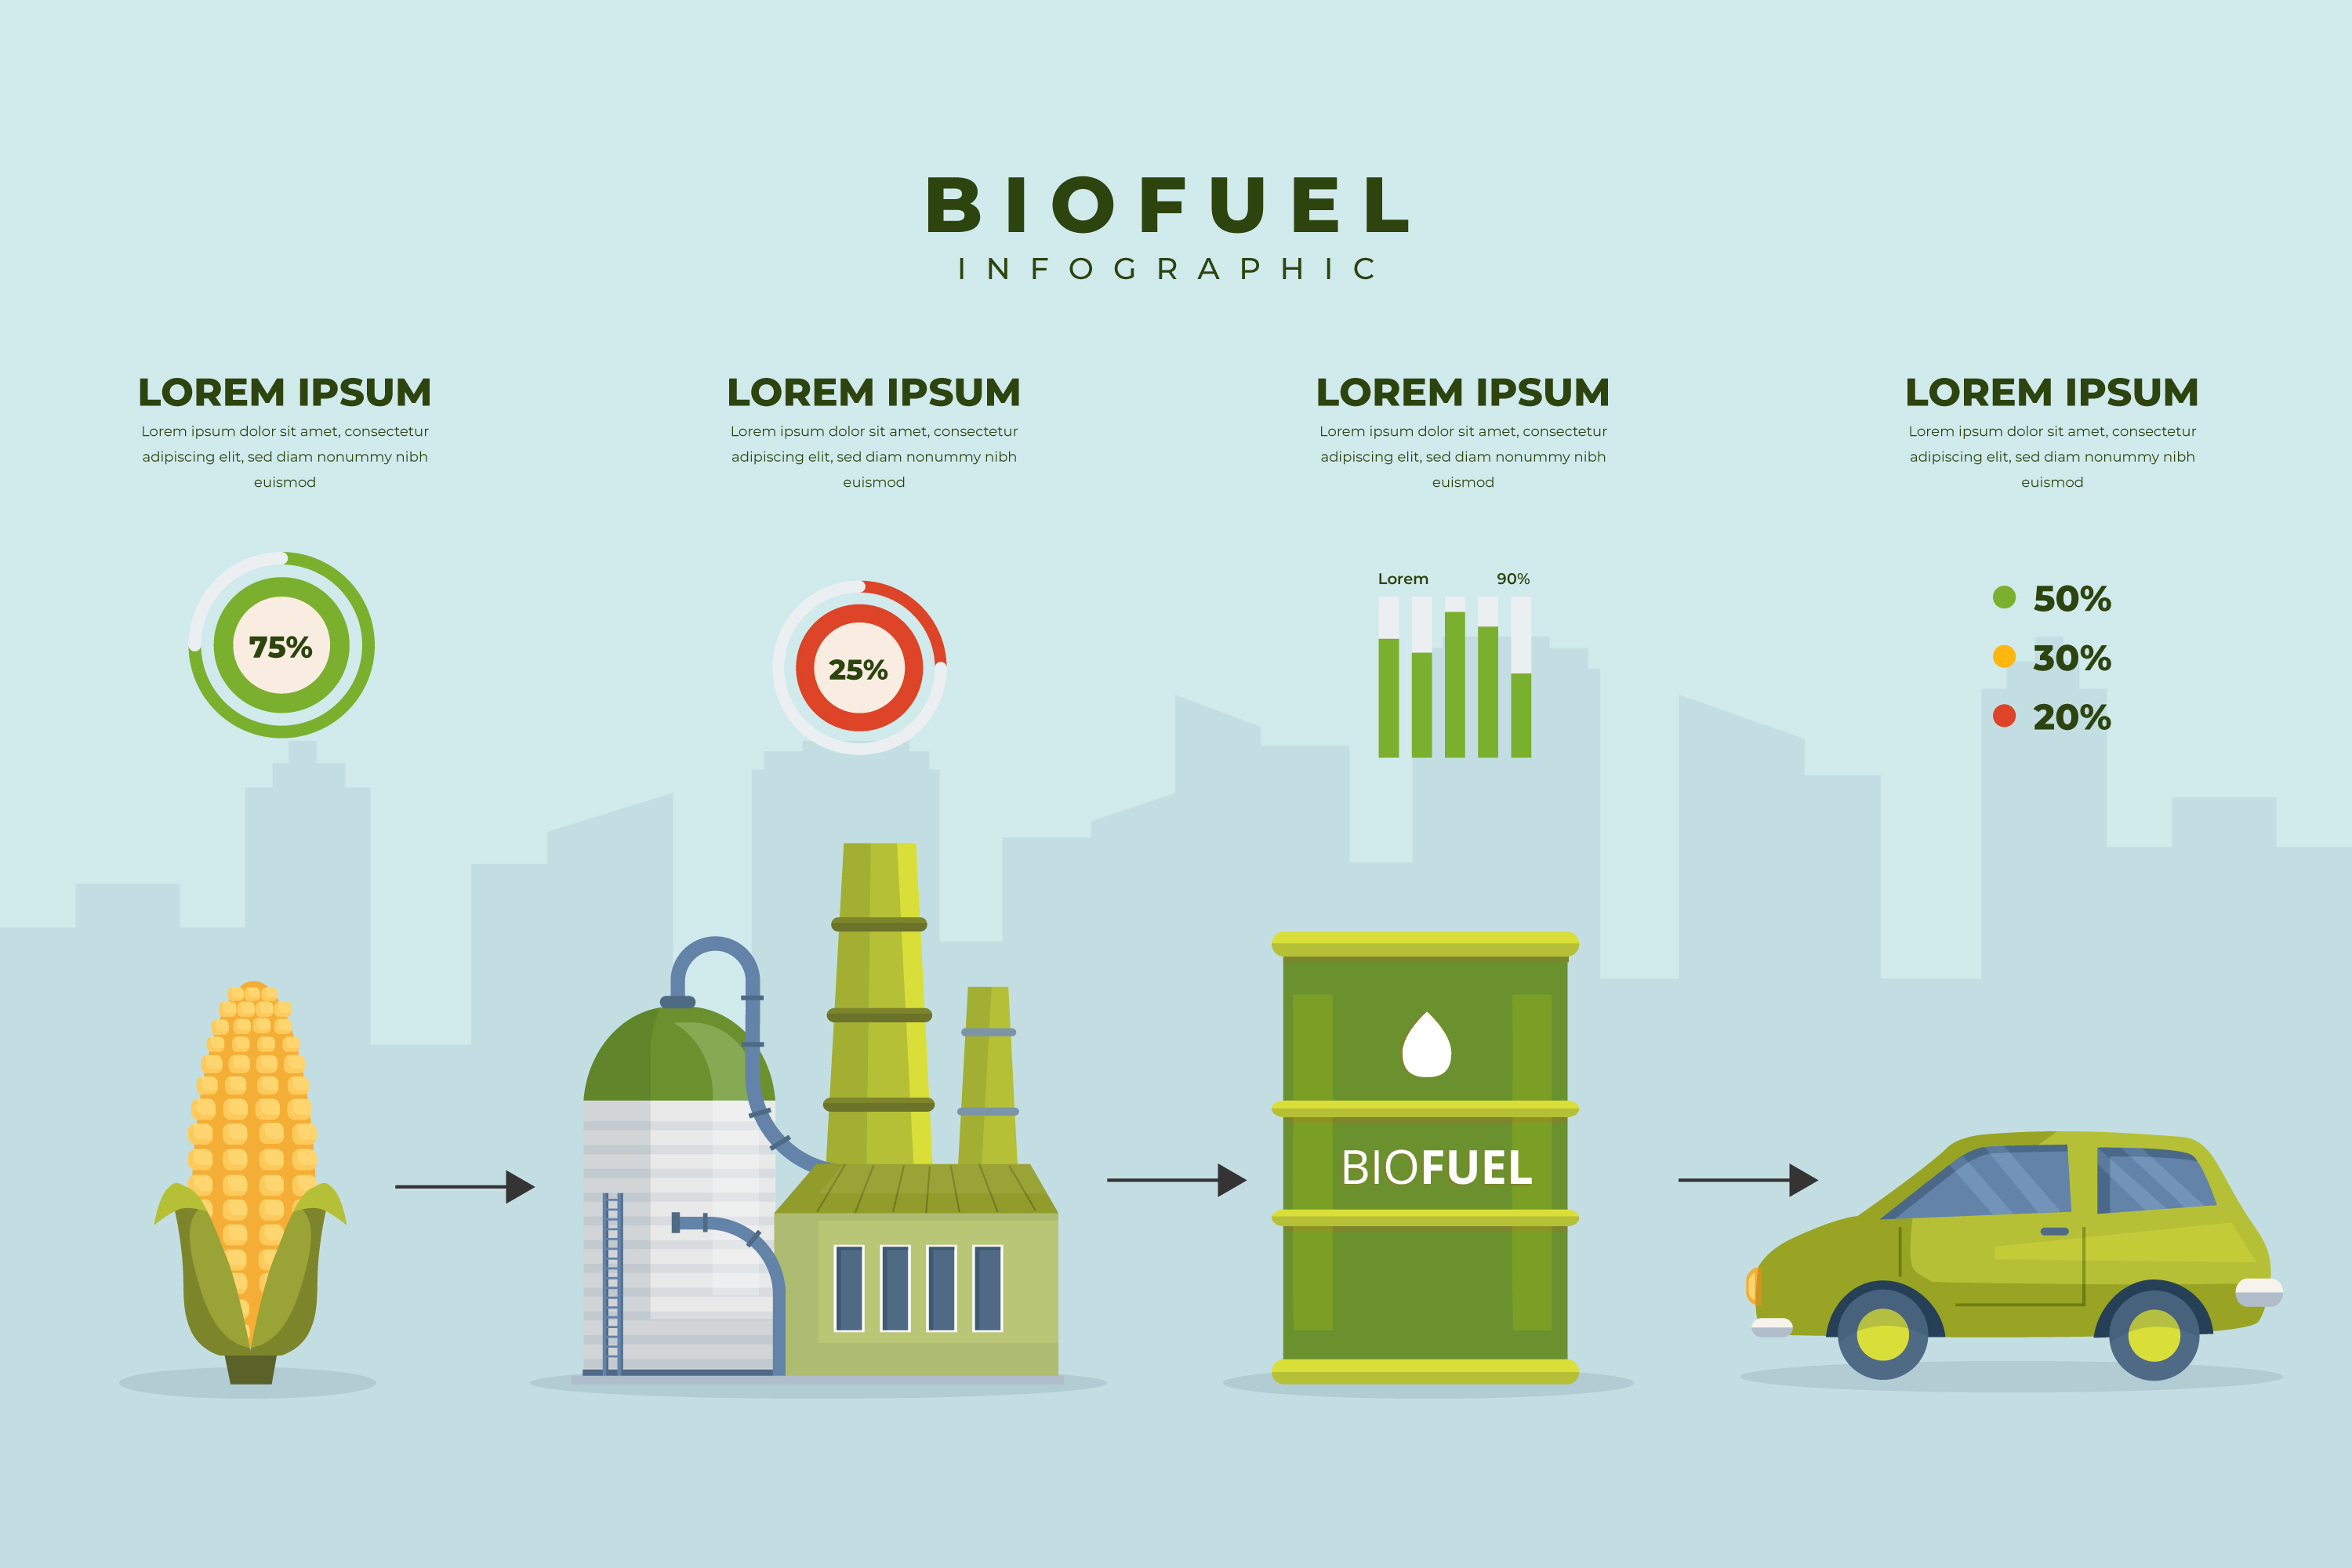 BIOFUEL
INFOGRAPHIC
LOREM IPSUM
Lorem ipsum dolor sit amet, consectetur
adipiscing elit, sed diam nonummy nibh
euismod
75%
LOREM IPSUM
Lorem ipsum dolor sit amet, consectetur
adipiscing elit, sed diam nonummy nibh
euismod
25%
LOREM IPSUM
Lorem ipsum dolor sit amet, consectetur
adipiscing elit, sed diam nonummy nibh
euismod
Lorem 90%
LOREM IPSUM
Lorem ipsum dolor sit amet, consectetur
adipiscing elit, sed diam nonummy nibh
euismod
50%
30%
20%
BIOFUEL